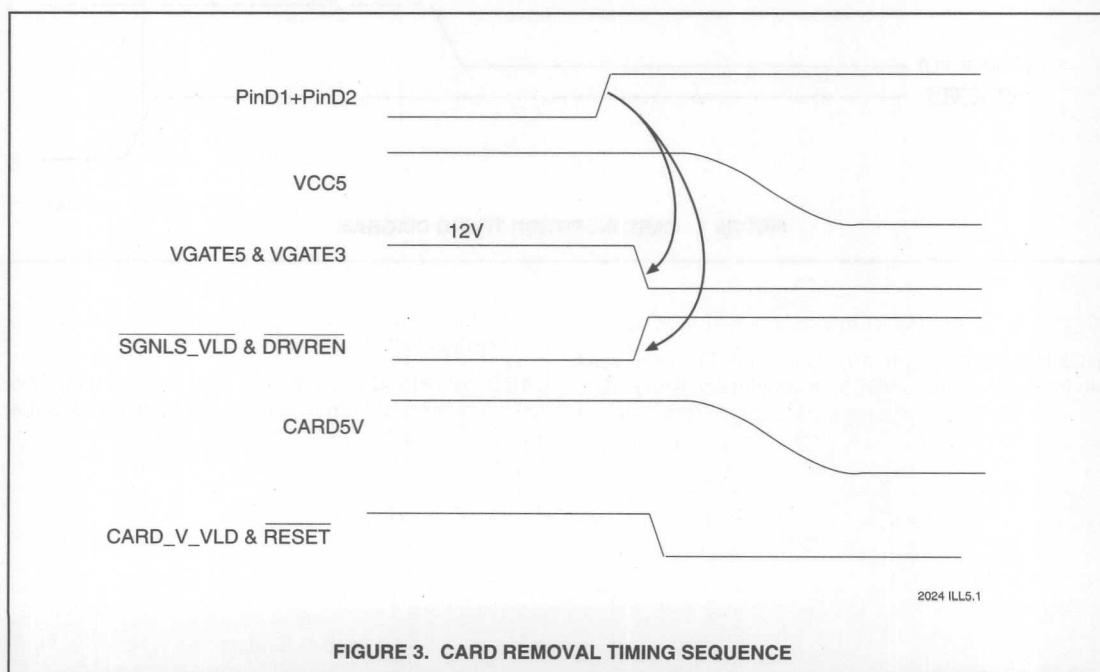 PinD1+PinD2
VCC5
12V
VGATE5 & VGATE3
SGNLS_VLD & DRVREN
CARD5V
CARD_V_VLD & RESET
2024 ILL5.1
FIGURE 3. CARD REMOVAL TIMING SEQUENCE